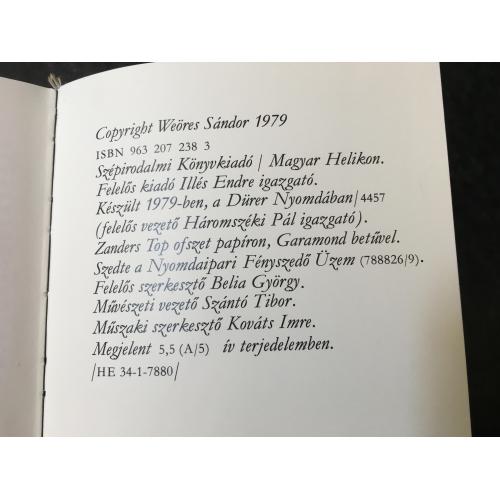 Copyright Weöres Sándor 1979
ISBN 963 207 238 3
Szépirodalmi Könyvkiadó | Magyar Helikon.
Felelős kiadó Illés Endre igazgató.
Készült 1979-ben, a Dürer Nyomdában|4457
(felelős vezető Háromszéki Pál igazgató).
Zanders Top ofszet papíron, Garamond betűvel.
Szedte a Nyomdaipari Fényszedő Üzem (788826/9).
Felelős szerkesztő Belia György.
Művészeti vezető Szántó Tibor.
Műszaki szerkesztő Kováts Imre.
Megjelent 5,5 (A/5) ív terjedelemben.
|HE 34-1-7880|